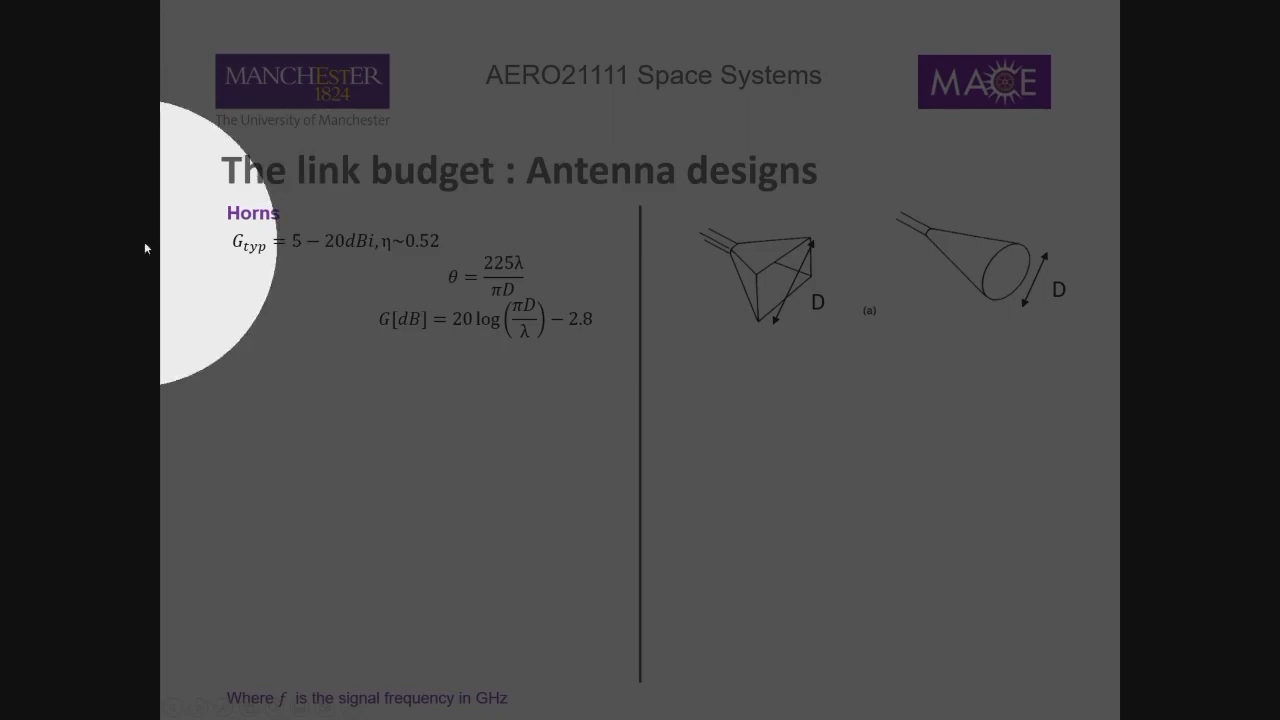 MANCHESTER
1824
The University of Manchester
AERO21111 Space Systems
MACE
The link budget : Antenna designs
Horns
G_typ = 5 − 20dBi, η~0.52
θ = 225λ / πD
G[dB] = 20 log(πD / λ) − 2.8
D
(a)
D
Where f is the signal frequency in GHz